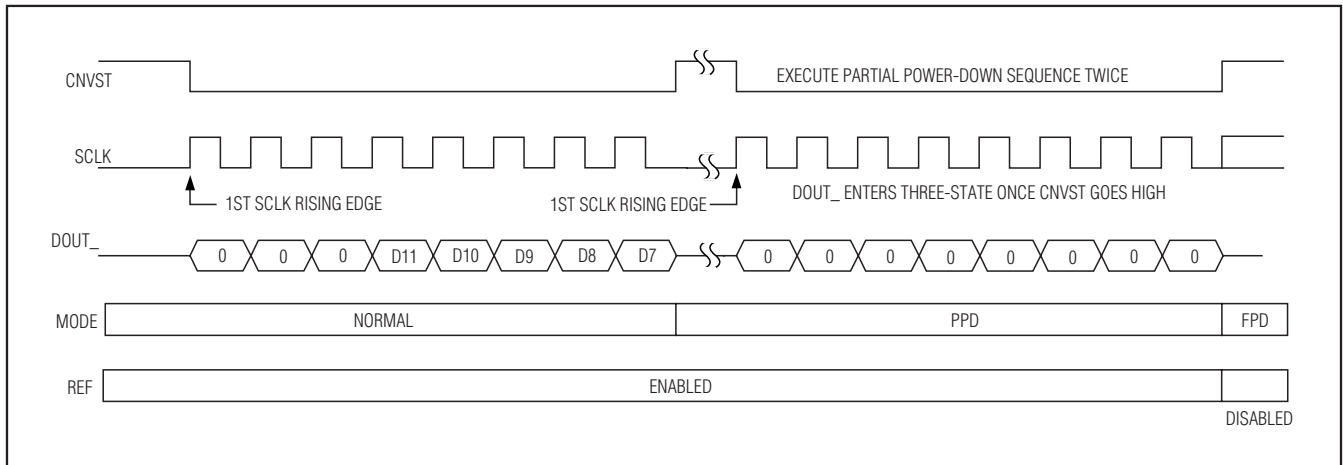 CNVST
EXECUTE PARTIAL POWER-DOWN SEQUENCE TWICE
SCLK
1ST SCLK RISING EDGE
1ST SCLK RISING EDGE
DOUT_ ENTERS THREE-STATE ONCE CNVST GOES HIGH
DOUT_
0 0 0 D11 D10 D9 D8 D7 0 0 0 0 0 0 0 0
MODE NORMAL PPD FPD
REF ENABLED
DISABLED